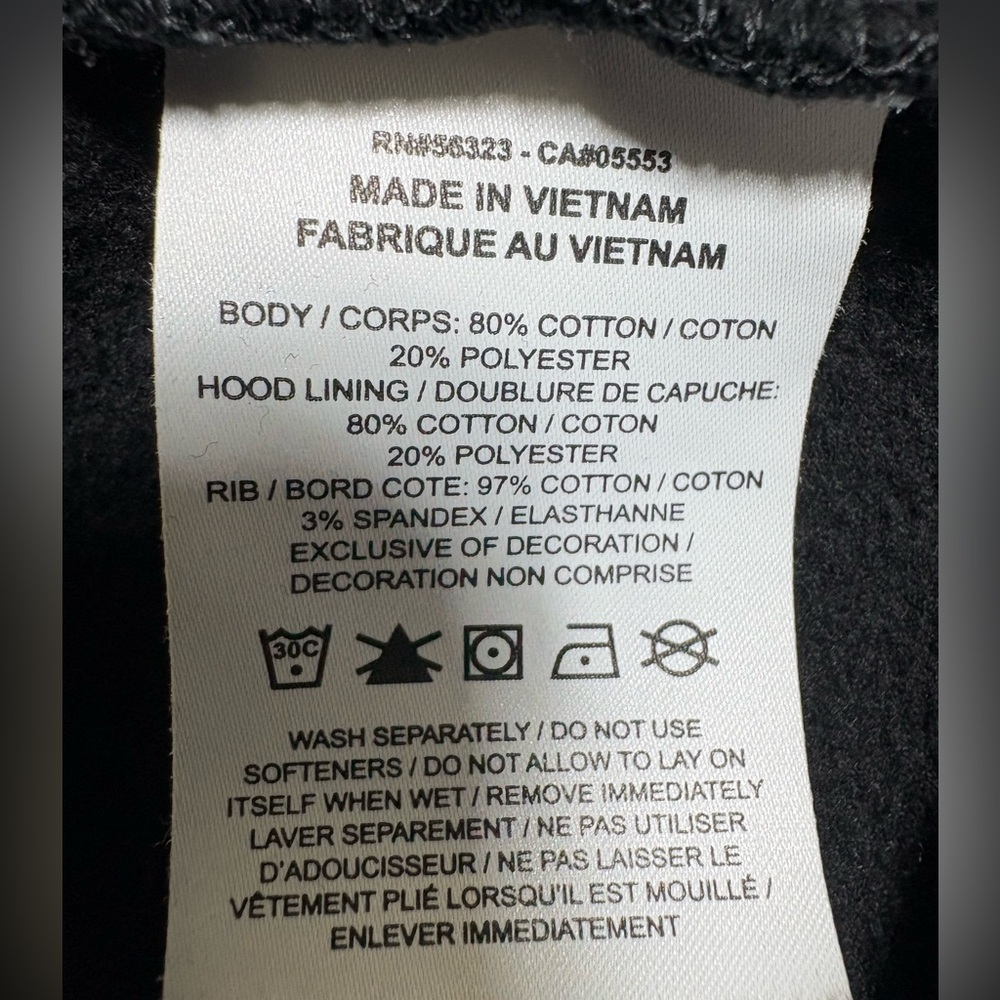 RN#56323 - CA#05553
MADE IN VIETNAM
FABRIQUE AU VIETNAM
BODY / CORPS: 80% COTTON / COTON
20% POLYESTER
HOOD LINING / DOUBLURE DE CAPUCHE:
80% COTTON / COTON
20% POLYESTER
RIB / BORD COTE: 97% COTTON / COTON
3% SPANDEX / ELASTHANNE
EXCLUSIVE OF DECORATION /
DECORATION NON COMPRISE
30C
WASH SEPARATELY / DO NOT USE
SOFTENERS / DO NOT ALLOW TO LAY ON
ITSELF WHEN WET / REMOVE IMMEDIATELY
LAVER SEPAREMENT / NE PAS UTILISER
D'ADOUCISSEUR / NE PAS LAISSER LE
VÊTEMENT PLIÉ LORSQU'IL EST MOUILLÉ /
ENLEVER IMMEDIATEMENT